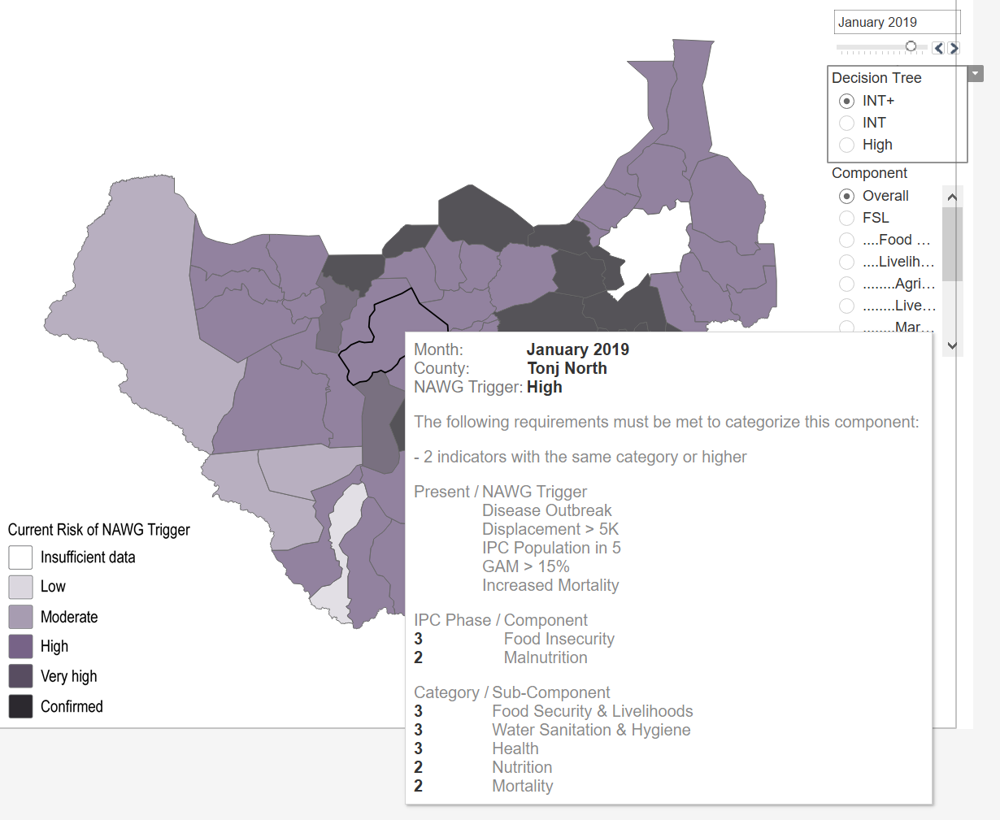 January 2019
Decision Tree
INT+
INT
High
Component
Overall
FSL
....Food ...
....Livelih...
........Agri...
........Live...
........Mar...
Month: January 2019
County: Tonj North
NAWG Trigger: High
The following requirements must be met to categorize this component:
- 2 indicators with the same category or higher
Present / NAWG Trigger
Disease Outbreak
Displacement > 5K
IPC Population in 5
GAM > 15%
Increased Mortality
IPC Phase / Component
3 Food Insecurity
2 Malnutrition
Category / Sub-Component
3 Food Security & Livelihoods
3 Water Sanitation & Hygiene
3 Health
2 Nutrition
2 Mortality
Current Risk of NAWG Trigger
Insufficient data
Low
Moderate
High
Very high
Confirmed